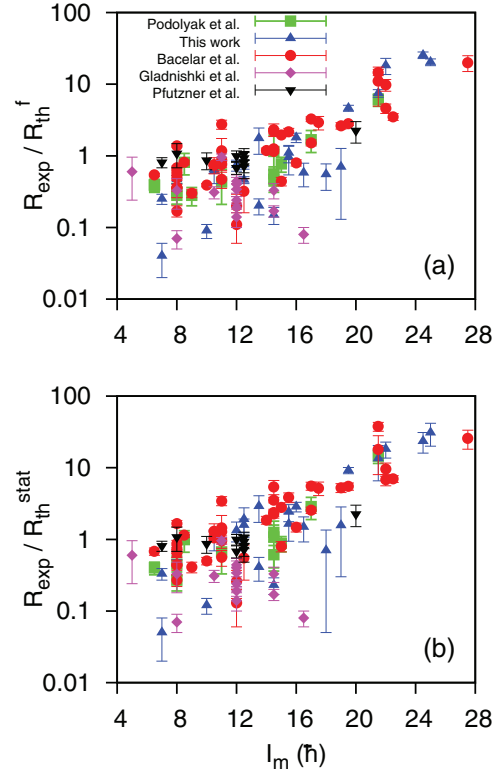 (a)
Podolyak et al.
This work
Bacelar et al.
Gladnishki et al.
Pfutzner et al.
R_exp / R_th^f
100
10
1
0.1
0.01
4 8 12 16 20 24 28
(b)
R_exp / R_th^stat
100
10
1
0.1
0.01
4 8 12 16 20 24 28
I_m (ħ)